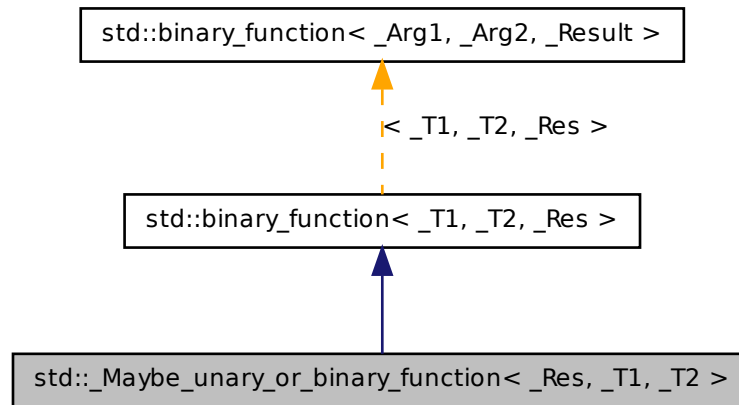 std::binary_function< _Arg1, _Arg2, _Result >
< _T1, _T2, _Res >
std::binary_function< _T1, _T2, _Res >
std::_Maybe_unary_or_binary_function< _Res, _T1, _T2 >